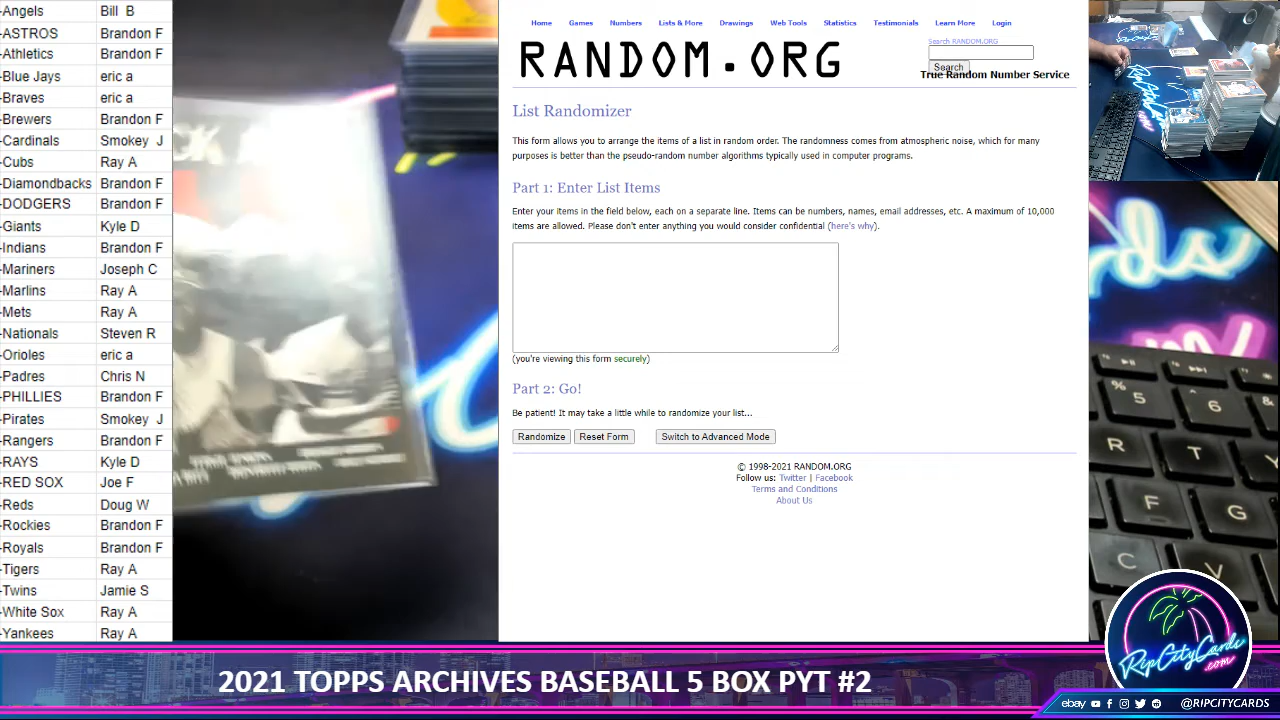 -Angels Bill B
-ASTROS Brandon F
-Athletics Brandon F
-Blue Jays eric a
-Braves eric a
-Brewers Brandon F
-Cardinals Smokey J
-Cubs Ray A
-Diamondbacks Brandon F
-DODGERS Brandon F
-Giants Kyle D
-Indians Brandon F
-Mariners Joseph C
-Marlins Ray A
-Mets Ray A
-Nationals Steven R
-Orioles eric a
-Padres Chris N
-PHILLIES Brandon F
-Pirates Smokey J
-Rangers Brandon F
-RAYS Kyle D
-RED SOX Joe F
-Reds Doug W
-Rockies Brandon F
-Royals Brandon F
-Tigers Ray A
-Twins Jamie S
-White Sox Ray A
-Yankees Ray A
Home Games Numbers Lists & More Drawings Web Tools Statistics Testimonials Learn More Login
RANDOM.ORG
Search RANDOM.ORG
Search
True Random Number Service
List Randomizer
This form allows you to arrange the items of a list in random order. The randomness comes from atmospheric noise, which for many
purposes is better than the pseudo-random number algorithms typically used in computer programs.
Part 1: Enter List Items
Enter your items in the field below, each on a separate line. Items can be numbers, names, email addresses, etc. A maximum of 10,000
items are allowed. Please don't enter anything you would consider confidential (here's why).
(you're viewing this form securely)
Part 2: Go!
Be patient! It may take a little while to randomize your list...
Randomize Reset Form Switch to Advanced Mode
© 1998-2021 RANDOM.ORG
Follow us: Twitter | Facebook
Terms and Conditions
About Us
% 5 6
R T
F G
C V
RipCityCards
.com
2021 TOPPS ARCHIVES BASEBALL 5 BOX PYT #2
ebay @RIPCITYCARDS